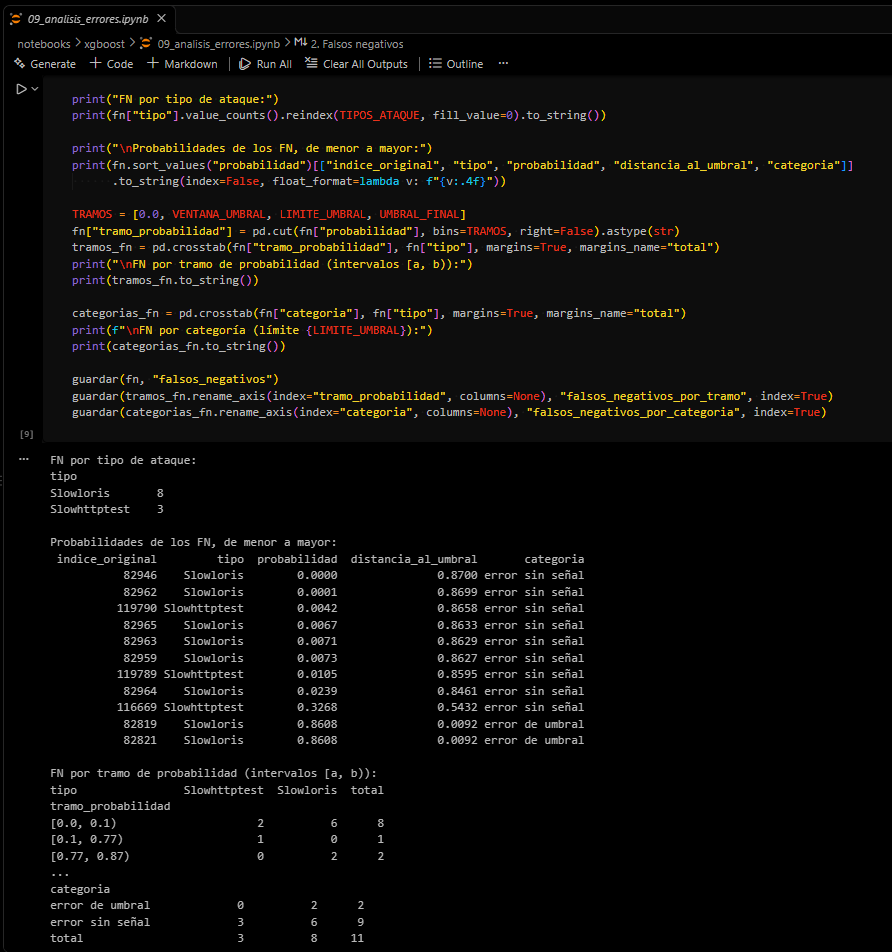 09_analisis_errores.ipynb ×
notebooks > xgboost > 09_analisis_errores.ipynb > M↓ 2. Falsos negativos
Generate + Code + Markdown | Run All Clear All Outputs | Outline ...
print("FN por tipo de ataque:")
print(fn["tipo"].value_counts().reindex(TIPOS_ATAQUE, fill_value=0).to_string())
print("\nProbabilidades de los FN, de menor a mayor:")
print(fn.sort_values("probabilidad")[["indice_original", "tipo", "probabilidad", "distancia_al_umbral", "categoria"]]
.to_string(index=False, float_format=lambda v: f"{v:.4f}"))
TRAMOS = [0.0, VENTANA_UMBRAL, LIMITE_UMBRAL, UMBRAL_FINAL]
fn["tramo_probabilidad"] = pd.cut(fn["probabilidad"], bins=TRAMOS, right=False).astype(str)
tramos_fn = pd.crosstab(fn["tramo_probabilidad"], fn["tipo"], margins=True, margins_name="total")
print("\nFN por tramo de probabilidad (intervalos [a, b)):")
print(tramos_fn.to_string())
categorias_fn = pd.crosstab(fn["categoria"], fn["tipo"], margins=True, margins_name="total")
print(f"\nFN por categoría (límite {LIMITE_UMBRAL}):")
print(categorias_fn.to_string())
guardar(fn, "falsos_negativos")
guardar(tramos_fn.rename_axis(index="tramo_probabilidad", columns=None), "falsos_negativos_por_tramo", index=True)
guardar(categorias_fn.rename_axis(index="categoria", columns=None), "falsos_negativos_por_categoria", index=True)
[9]
... FN por tipo de ataque:
tipo
Slowloris 8
Slowhttptest 3
Probabilidades de los FN, de menor a mayor:
indice_original tipo probabilidad distancia_al_umbral categoria
82946 Slowloris 0.0000 0.8700 error sin señal
82962 Slowloris 0.0001 0.8699 error sin señal
119790 Slowhttptest 0.0042 0.8658 error sin señal
82965 Slowloris 0.0067 0.8633 error sin señal
82963 Slowloris 0.0071 0.8629 error sin señal
82959 Slowloris 0.0073 0.8627 error sin señal
119789 Slowhttptest 0.0105 0.8595 error sin señal
82964 Slowloris 0.0239 0.8461 error sin señal
116669 Slowhttptest 0.3268 0.5432 error sin señal
82819 Slowloris 0.8608 0.0092 error de umbral
82821 Slowloris 0.8608 0.0092 error de umbral
FN por tramo de probabilidad (intervalos [a, b)):
tipo Slowhttptest Slowloris total
tramo_probabilidad
[0.0, 0.1) 2 6 8
[0.1, 0.77) 1 0 1
[0.77, 0.87) 0 2 2
...
categoria
error de umbral 0 2 2
error sin señal 3 6 9
total 3 8 11